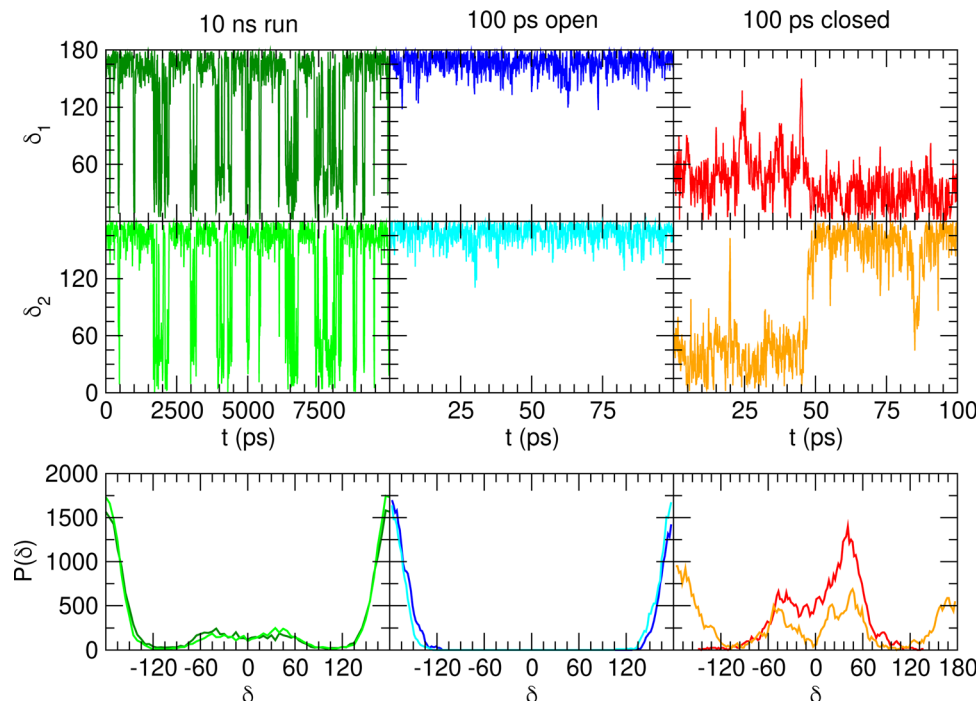 10 ns run 100 ps open 100 ps closed
180
120
60
δ1
120
60
0
δ2
0 2500 5000 7500 25 50 75 25 50 75 100
t (ps) t (ps) t (ps)
2000
1500
1000
500
0
P(δ)
-120 -60 0 60 120 -120 -60 0 60 120 -120 -60 0 60 120 180
δ δ δ